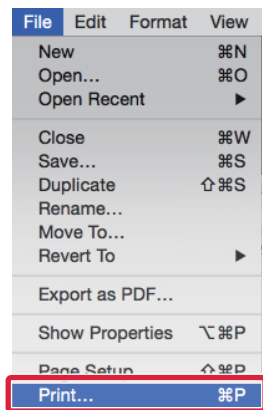 File Edit Format View
New ⌘N
Open... ⌘O
Open Recent ▶
Close ⌘W
Save... ⌘S
Duplicate ⇧⌘S
Rename...
Move To...
Revert To ▶
Export as PDF...
Show Properties ⌥⌘P
Page Setup ⇧⌘P
Print... ⌘P